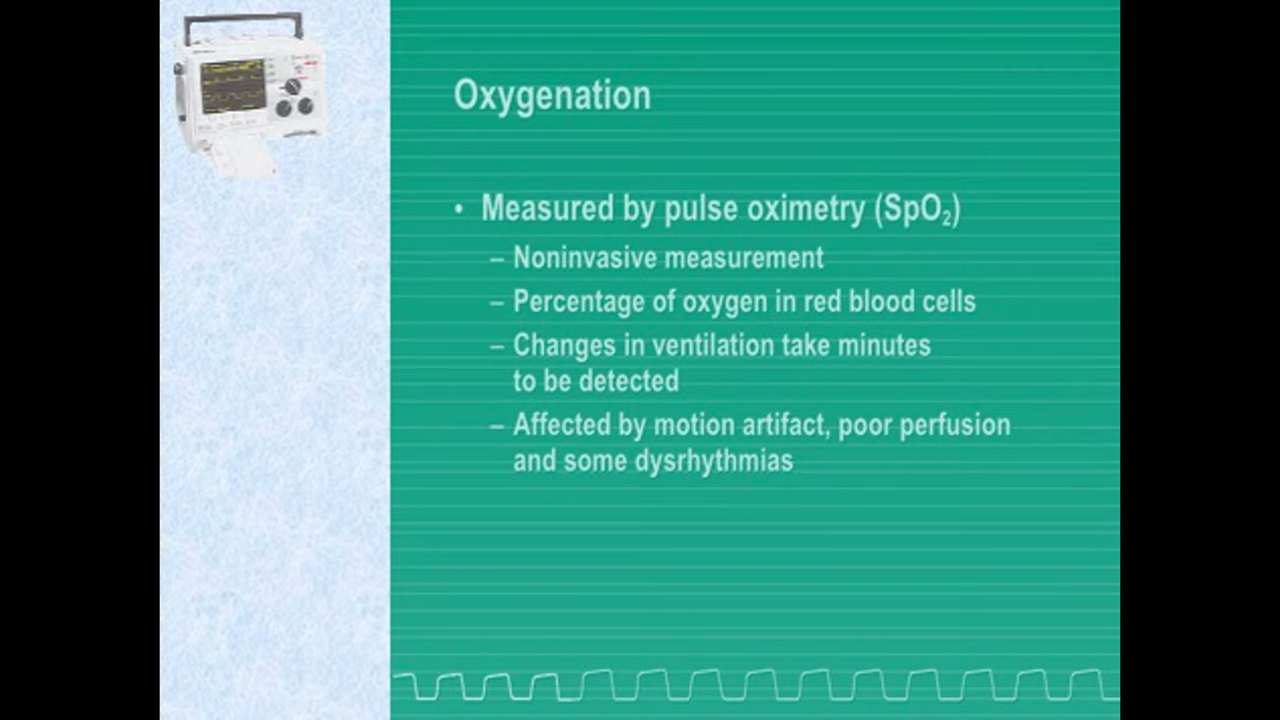 Oxygenation
• Measured by pulse oximetry (SpO₂)
– Noninvasive measurement
– Percentage of oxygen in red blood cells
– Changes in ventilation take minutes
to be detected
– Affected by motion artifact, poor perfusion
and some dysrhythmias